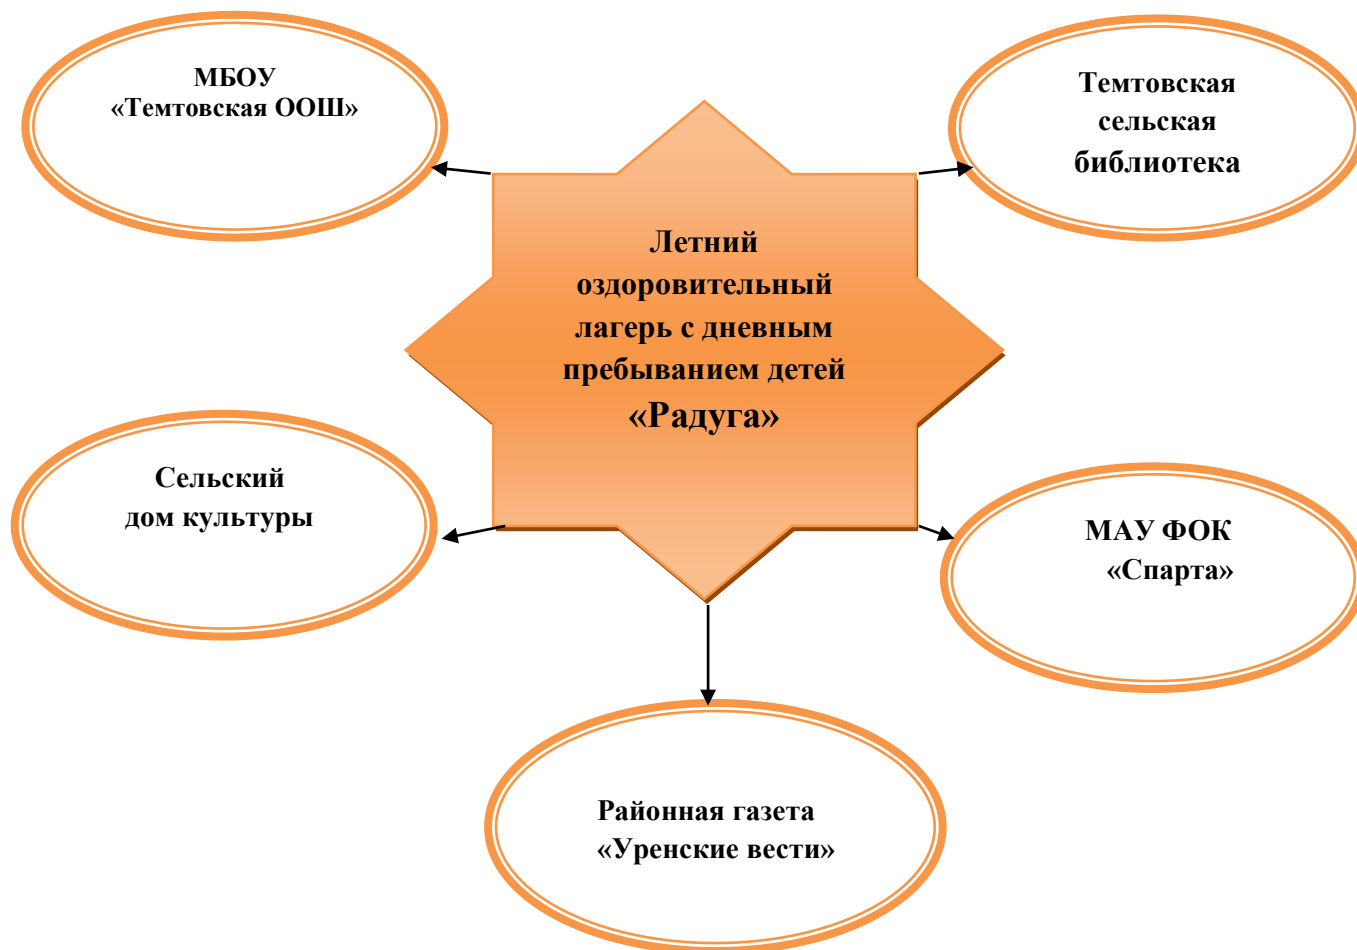 МБОУ
«Темтовская ООШ»
Темтовская
сельская
библиотека
Летний
оздоровительный
лагерь с дневным
пребыванием детей
«Радуга»
Сельский
дом культуры
МАУ ФОК
«Спарта»
Районная газета
«Уренские вести»